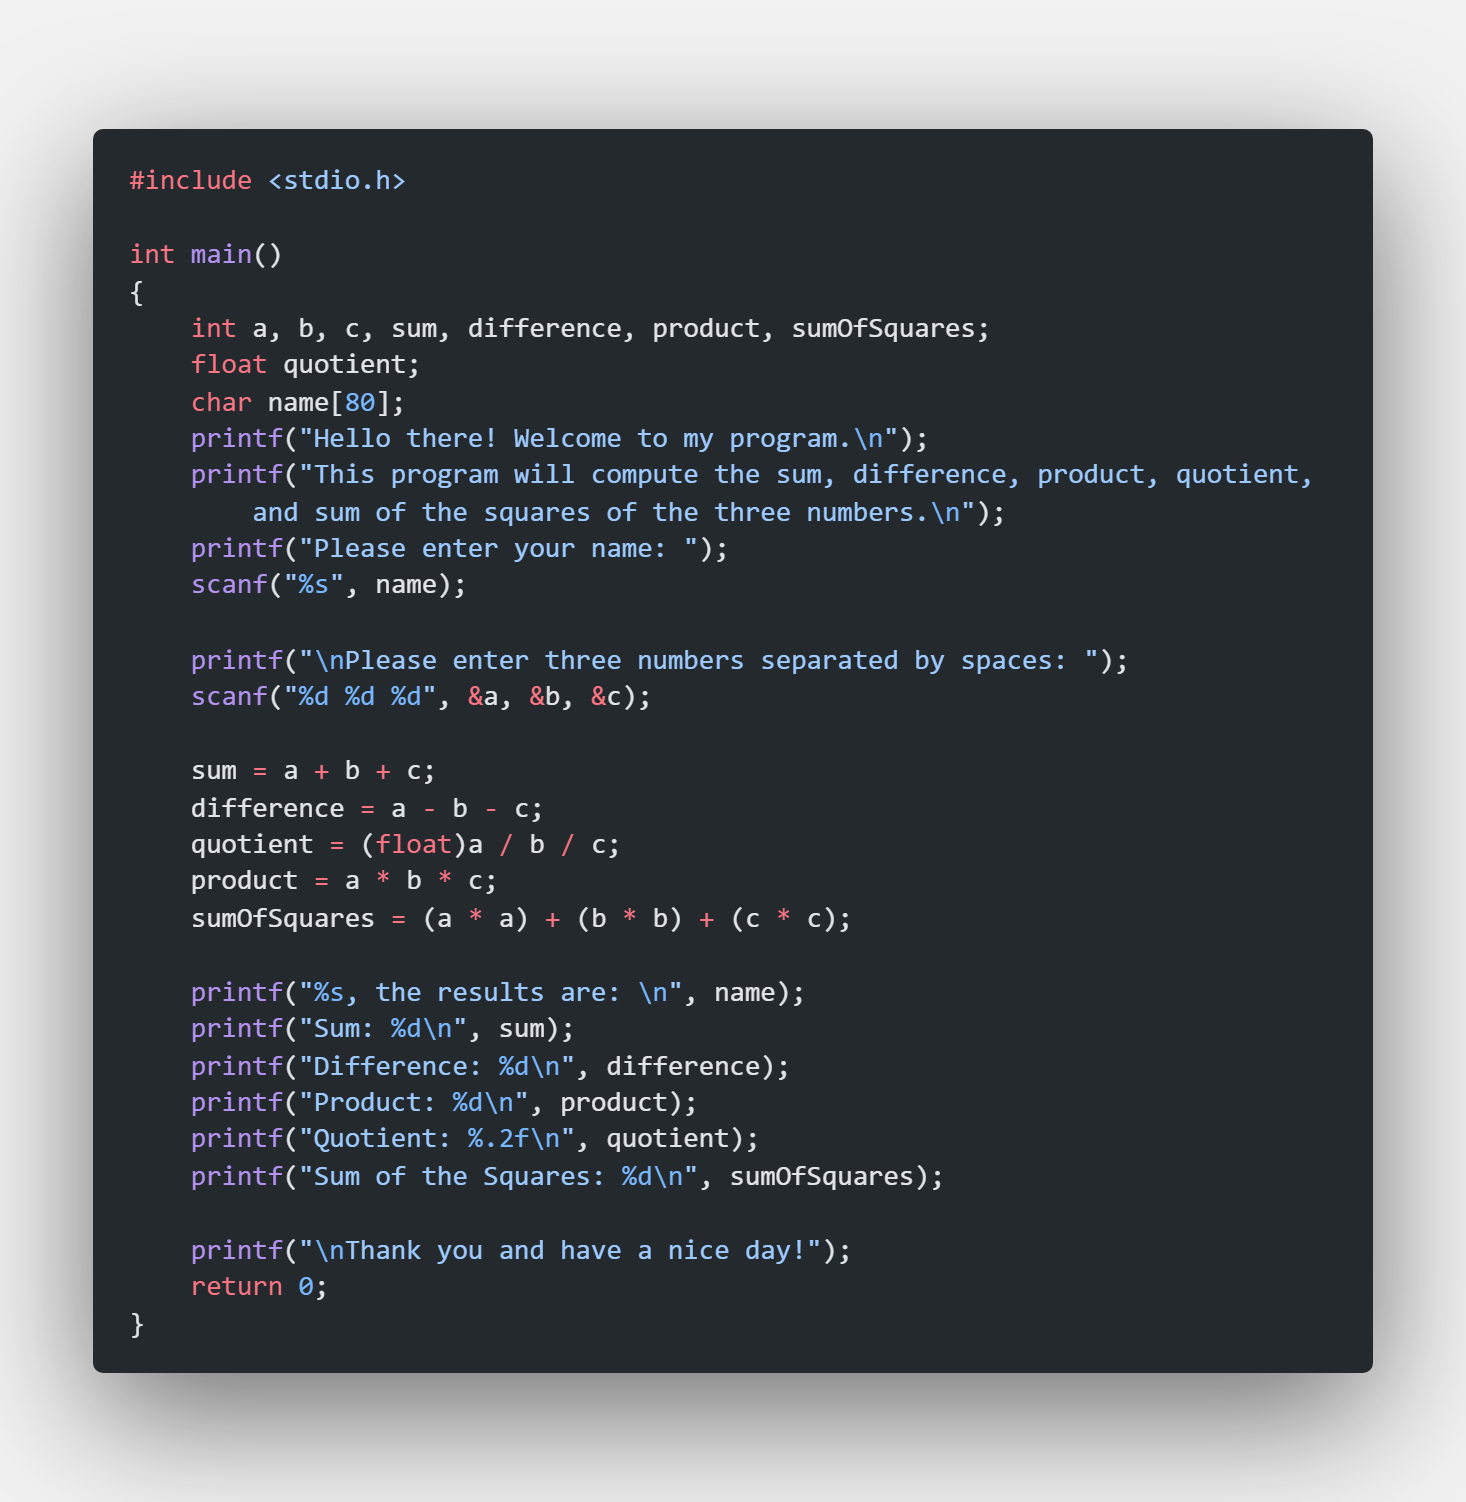 #include <stdio.h>

int main()
{
    int a, b, c, sum, difference, product, sumOfSquares;
    float quotient;
    char name[80];
    printf("Hello there! Welcome to my program.\n");
    printf("This program will compute the sum, difference, product, quotient,
        and sum of the squares of the three numbers.\n");
    printf("Please enter your name: ");
    scanf("%s", name);

    printf("\nPlease enter three numbers separated by spaces: ");
    scanf("%d %d %d", &a, &b, &c);

    sum = a + b + c;
    difference = a - b - c;
    quotient = (float)a / b / c;
    product = a * b * c;
    sumOfSquares = (a * a) + (b * b) + (c * c);

    printf("%s, the results are: \n", name);
    printf("Sum: %d\n", sum);
    printf("Difference: %d\n", difference);
    printf("Product: %d\n", product);
    printf("Quotient: %.2f\n", quotient);
    printf("Sum of the Squares: %d\n", sumOfSquares);

    printf("\nThank you and have a nice day!");
    return 0;
}